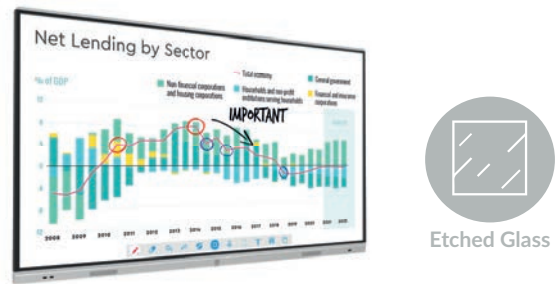 Net Lending by Sector
% of GDP
Non financial corporations
and housing corporations
Total economy
Households and non-profit
institutions serving households
General government
Financial and insurance
corporations
IMPORTANT
2008 2009 2010 2011 2012 2013 2014 2015 2016 2017 2018 2019 2020 2021 2022
Etched Glass